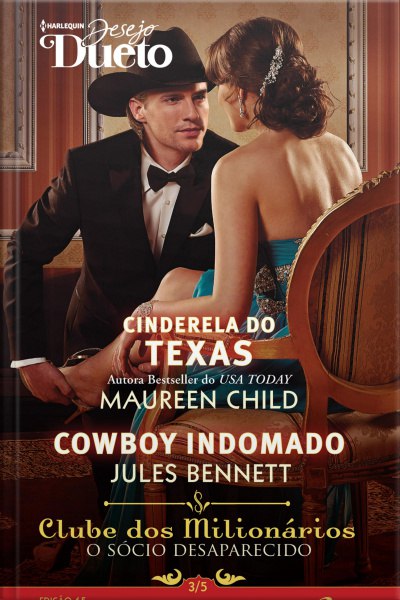 HARLEQUIN
Desejo
Dueto
CINDERELA DO
TEXAS
Autora Bestseller do USA TODAY
MAUREEN CHILD
COWBOY INDOMADO
JULES BENNETT
Clube dos Milionários
O SÓCIO DESAPARECIDO
3/5